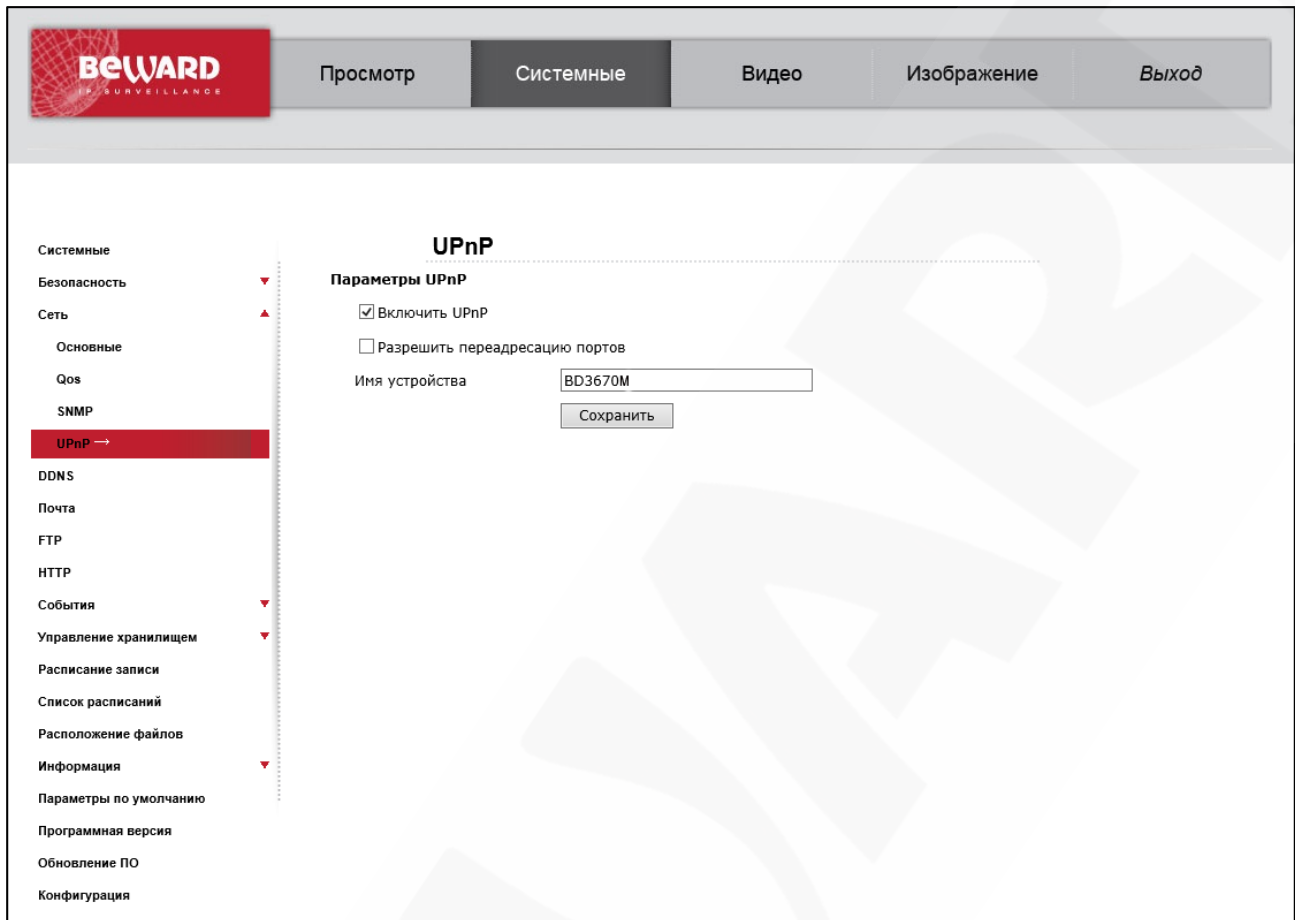 BEWARD
IP SURVEILLANCE
Просмотр
Системные
Видео
Изображение
Выход
Системные
Безопасность
Сеть
Основные
Qos
SNMP
UPnP →
DDNS
Почта
FTP
HTTP
События
Управление хранилищем
Расписание записи
Список расписаний
Расположение файлов
Информация
Параметры по умолчанию
Программная версия
Обновление ПО
Конфигурация
UPnP
Параметры UPnP
Включить UPnP
Разрешить переадресацию портов
Имя устройства BD3670M
Сохранить